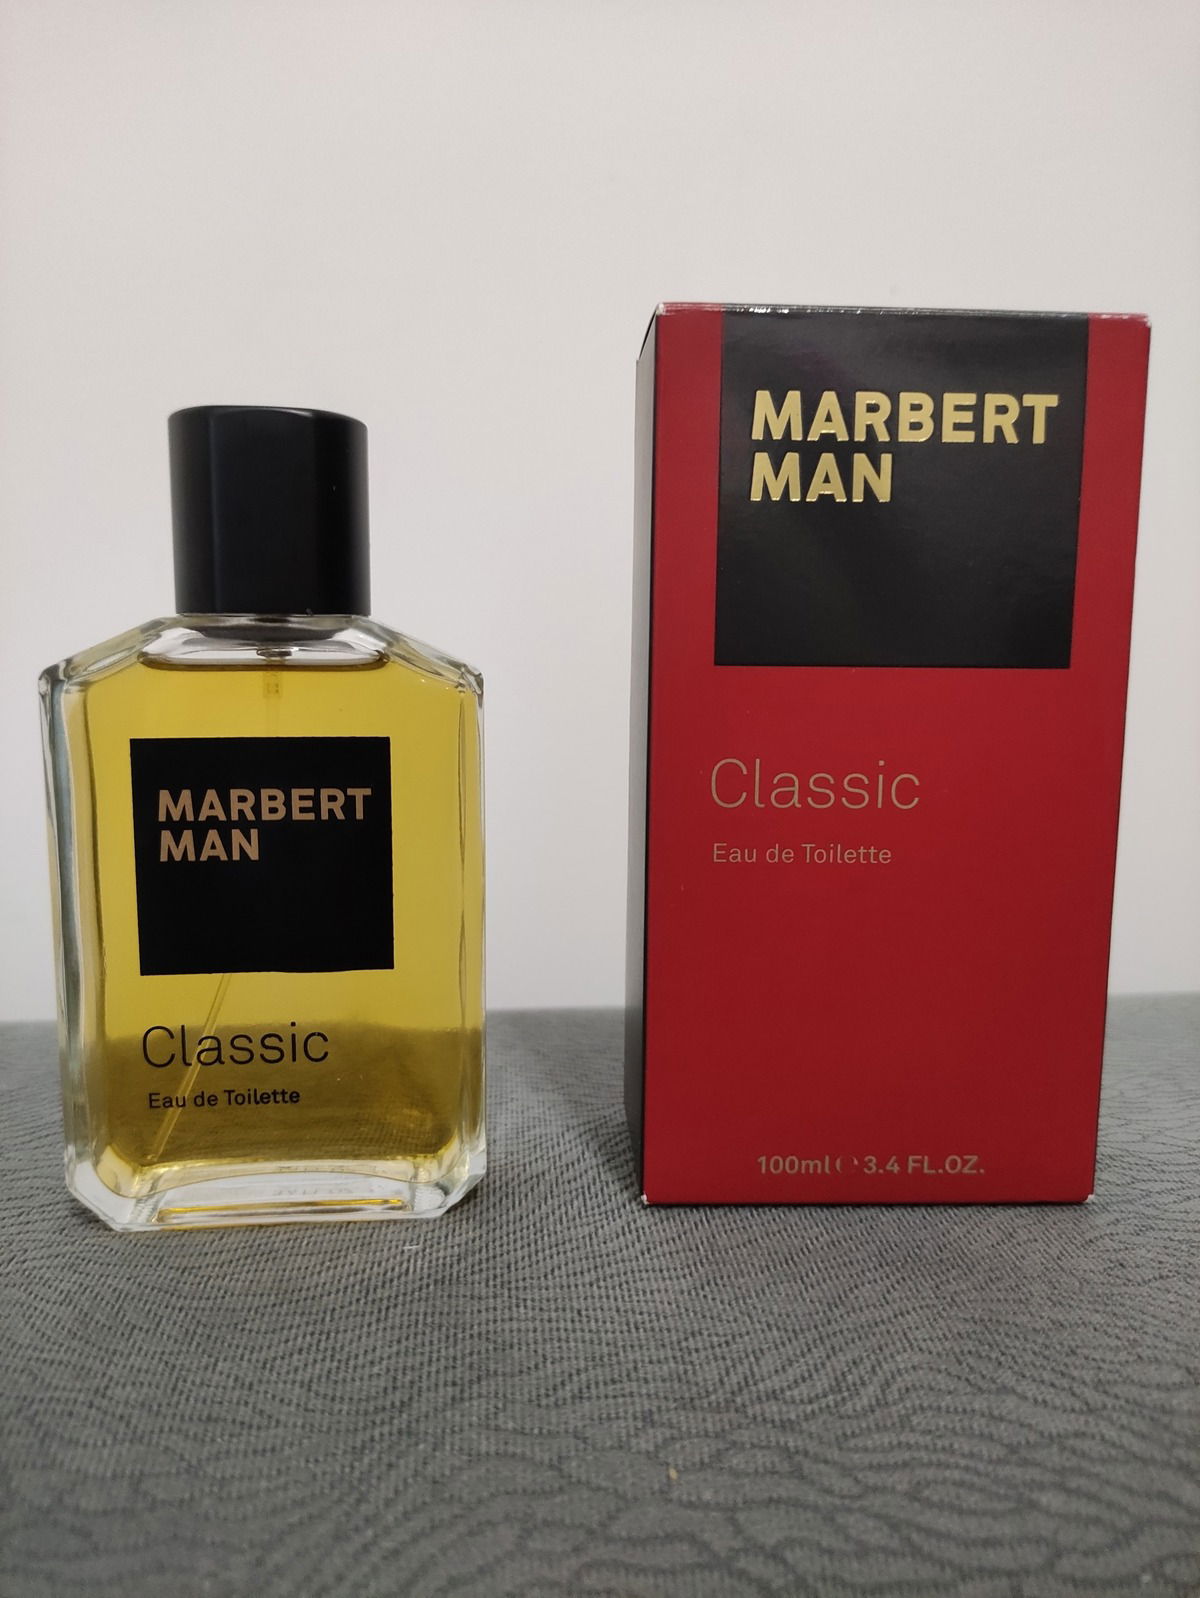 MARBERT
MAN
Classic
Eau de Toilette
MARBERT
MAN
Classic
Eau de Toilette
100ml ℮ 3.4 FL.OZ.